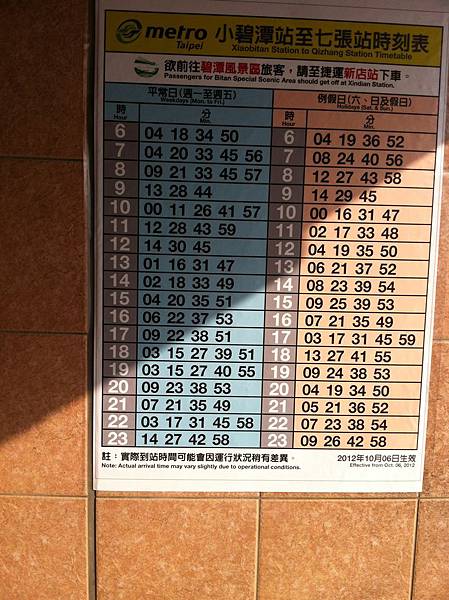 metro 小碧潭站至七張站時刻表
Taipei Xiaobitan Station to Qizhang Station Timetable
欲前往碧潭風景區旅客，請至捷運新店站下車。
Passengers for Bitan Special Scenic Area should get off at Xindian Station.
平常日(週一至週五) 例假日(六、日及假日)
Weekdays (Mon. to Fri.) Holidays (Sat. & Sun.)
時 分 時 分
Hour Min. Hour Min.
6 04 18 34 50 6 04 19 36 52
7 04 20 33 45 56 7 08 24 40 56
8 09 21 33 45 57 8 12 27 43 58
9 13 28 44 9 14 29 45
10 00 11 26 41 57 10 00 16 31 47
11 12 28 43 59 11 02 17 33 48
12 14 30 45 12 04 19 35 50
13 01 16 31 47 13 06 21 37 52
14 02 18 33 49 14 08 23 39 54
15 04 20 35 51 15 09 25 39 53
16 06 22 37 53 16 07 21 35 49
17 09 22 38 51 17 03 17 31 45 59
18 03 15 27 39 51 18 13 27 41 55
19 03 15 27 40 55 19 09 24 38 53
20 09 23 38 53 20 04 19 34 50
21 07 21 35 49 21 05 21 36 52
22 03 17 31 45 58 22 07 23 38 54
23 14 27 42 58 23 09 26 42 58
註：實際到站時間可能會因運行狀況稍有差異。 2012年10月06日生效
Note: Actual arrival time may vary slightly due to operational conditions. Effective from Oct. 06, 2012